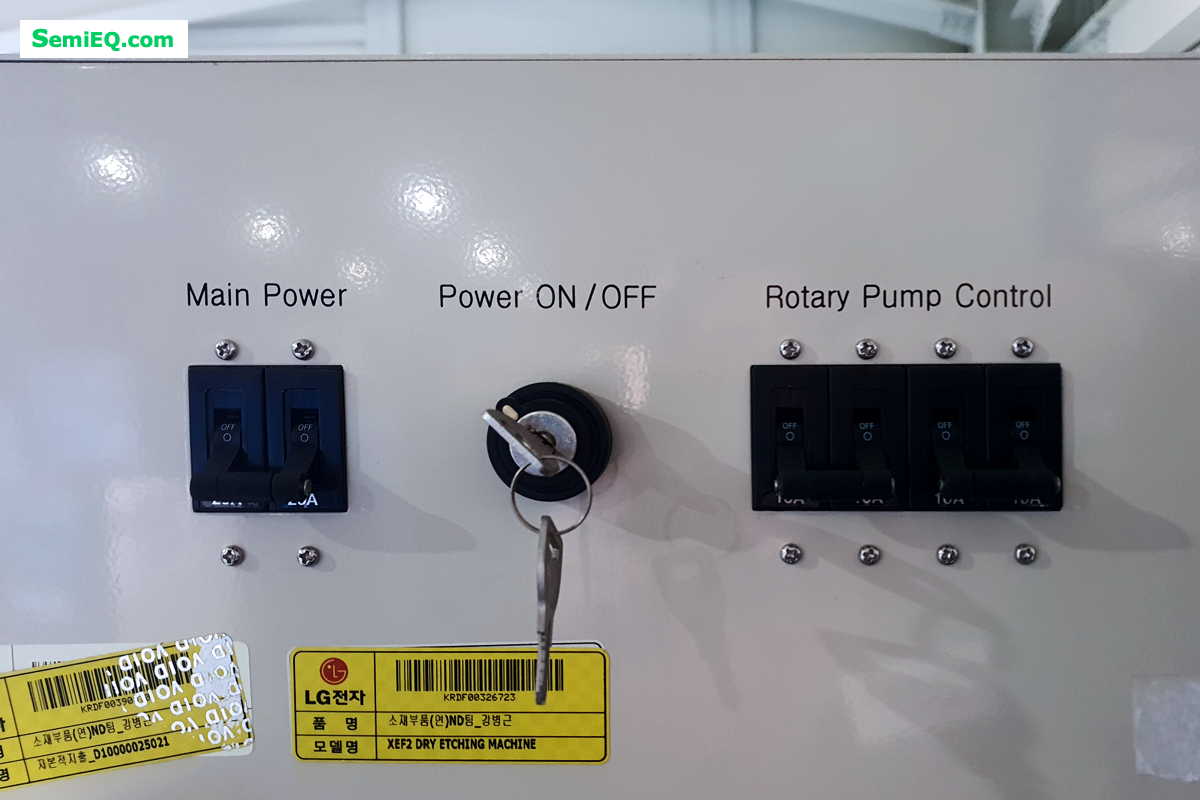 SemiEQ.com
Main Power
Power ON/OFF
Rotary Pump Control
OFF
OFF
OFF
OFF
OFF
OFF
20A
10A
10A
LG전자
KRDF00326723
품 명
소재부품(연)ND팀_강병근
모델명
XEF2 DRY ETCHING MACHINE
VOID VOID VOID
KRDF00390
소재부품(연)ND팀_강병근
자본적지출_D10000025021